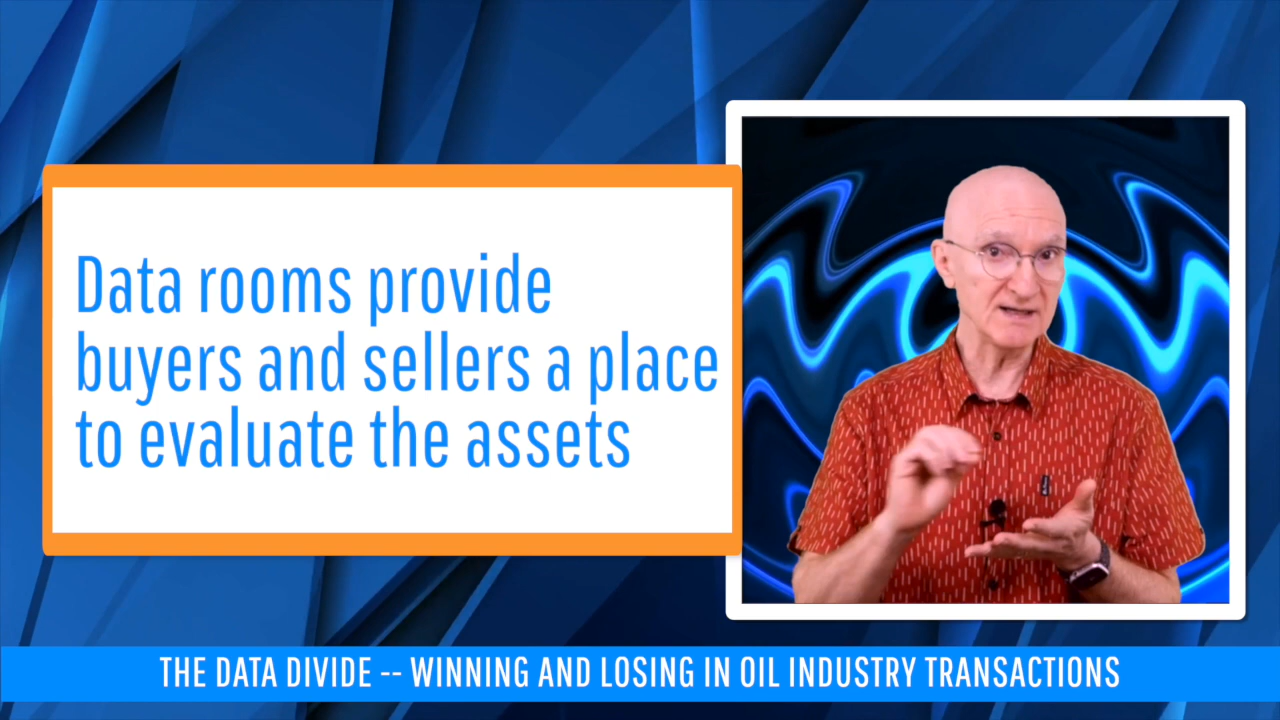 Data rooms provide
buyers and sellers a place
to evaluate the assets
THE DATA DIVIDE -- WINNING AND LOSING IN OIL INDUSTRY TRANSACTIONS